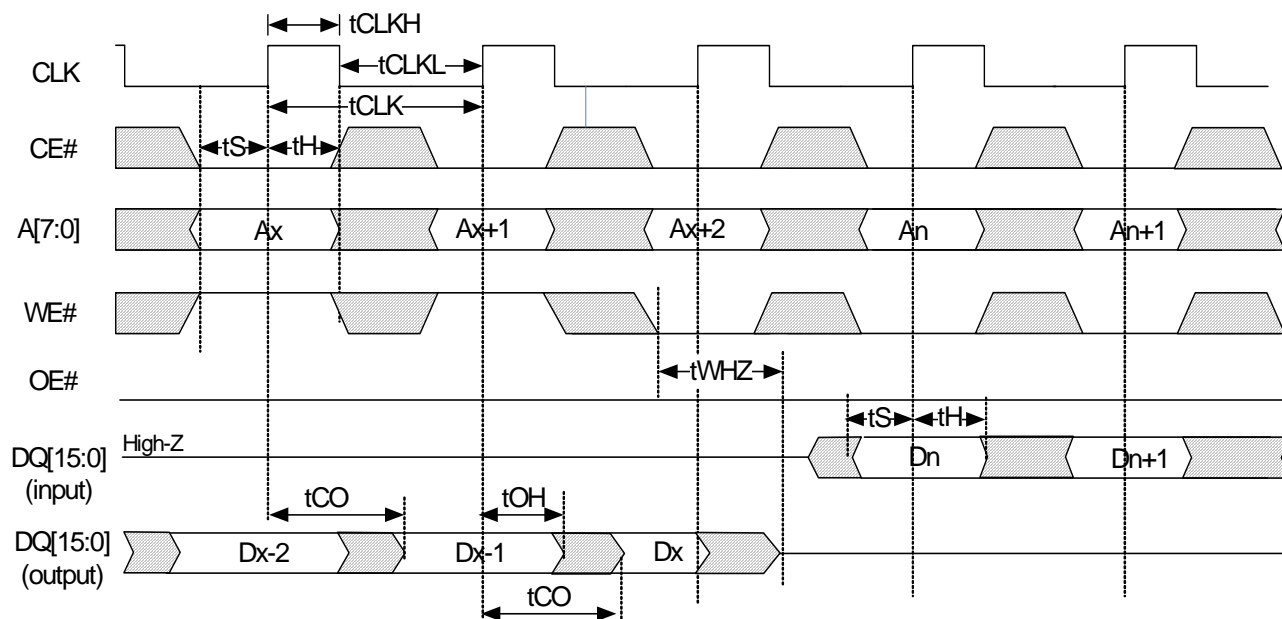 tCLKH
CLK
tCLKL
tCLK
CE#
tS
tH
A[7:0]
Ax
Ax+1
Ax+2
An
An+1
WE#
tWHZ
OE#
tS
tH
High-Z
DQ[15:0]
(input)
Dn
Dn+1
tCO
tOH
DQ[15:0]
(output)
Dx-2
Dx-1
Dx
tCO